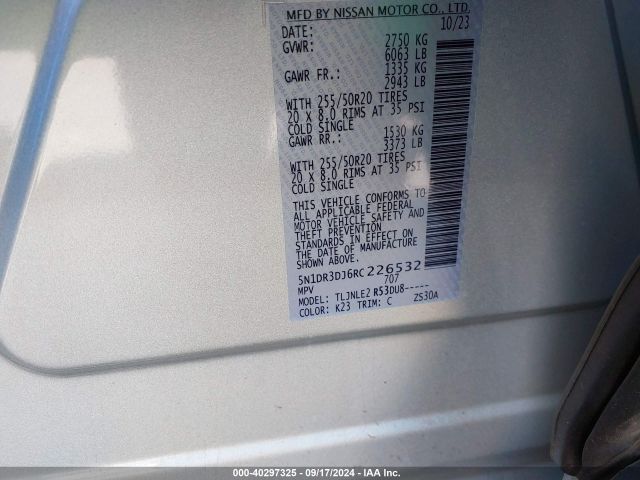 MFD BY NISSAN MOTOR CO., LTD.
DATE: 10/23
GVWR: 2750 KG
6063 LB
GAWR FR.: 1335 KG
2943 LB
WITH 255/50R20 TIRES
20 X 8.0 RIMS AT 35 PSI
COLD SINGLE
GAWR RR.: 1530 KG
3373 LB
WITH 255/50R20 TIRES
20 X 8.0 RIMS AT 35 PSI
COLD SINGLE
THIS VEHICLE CONFORMS TO
ALL APPLICABLE FEDERAL
MOTOR VEHICLE SAFETY AND
THEFT PREVENTION
STANDARDS IN EFFECT ON
THE DATE OF MANUFACTURE
SHOWN ABOVE.
5N1DR3DJ6RC226532
MPV 707
MODEL: TLJNLE2 R53DU8-----
COLOR: K23 TRIM: C ZS30A
000-40297325 - 09/17/2024 - IAA Inc.